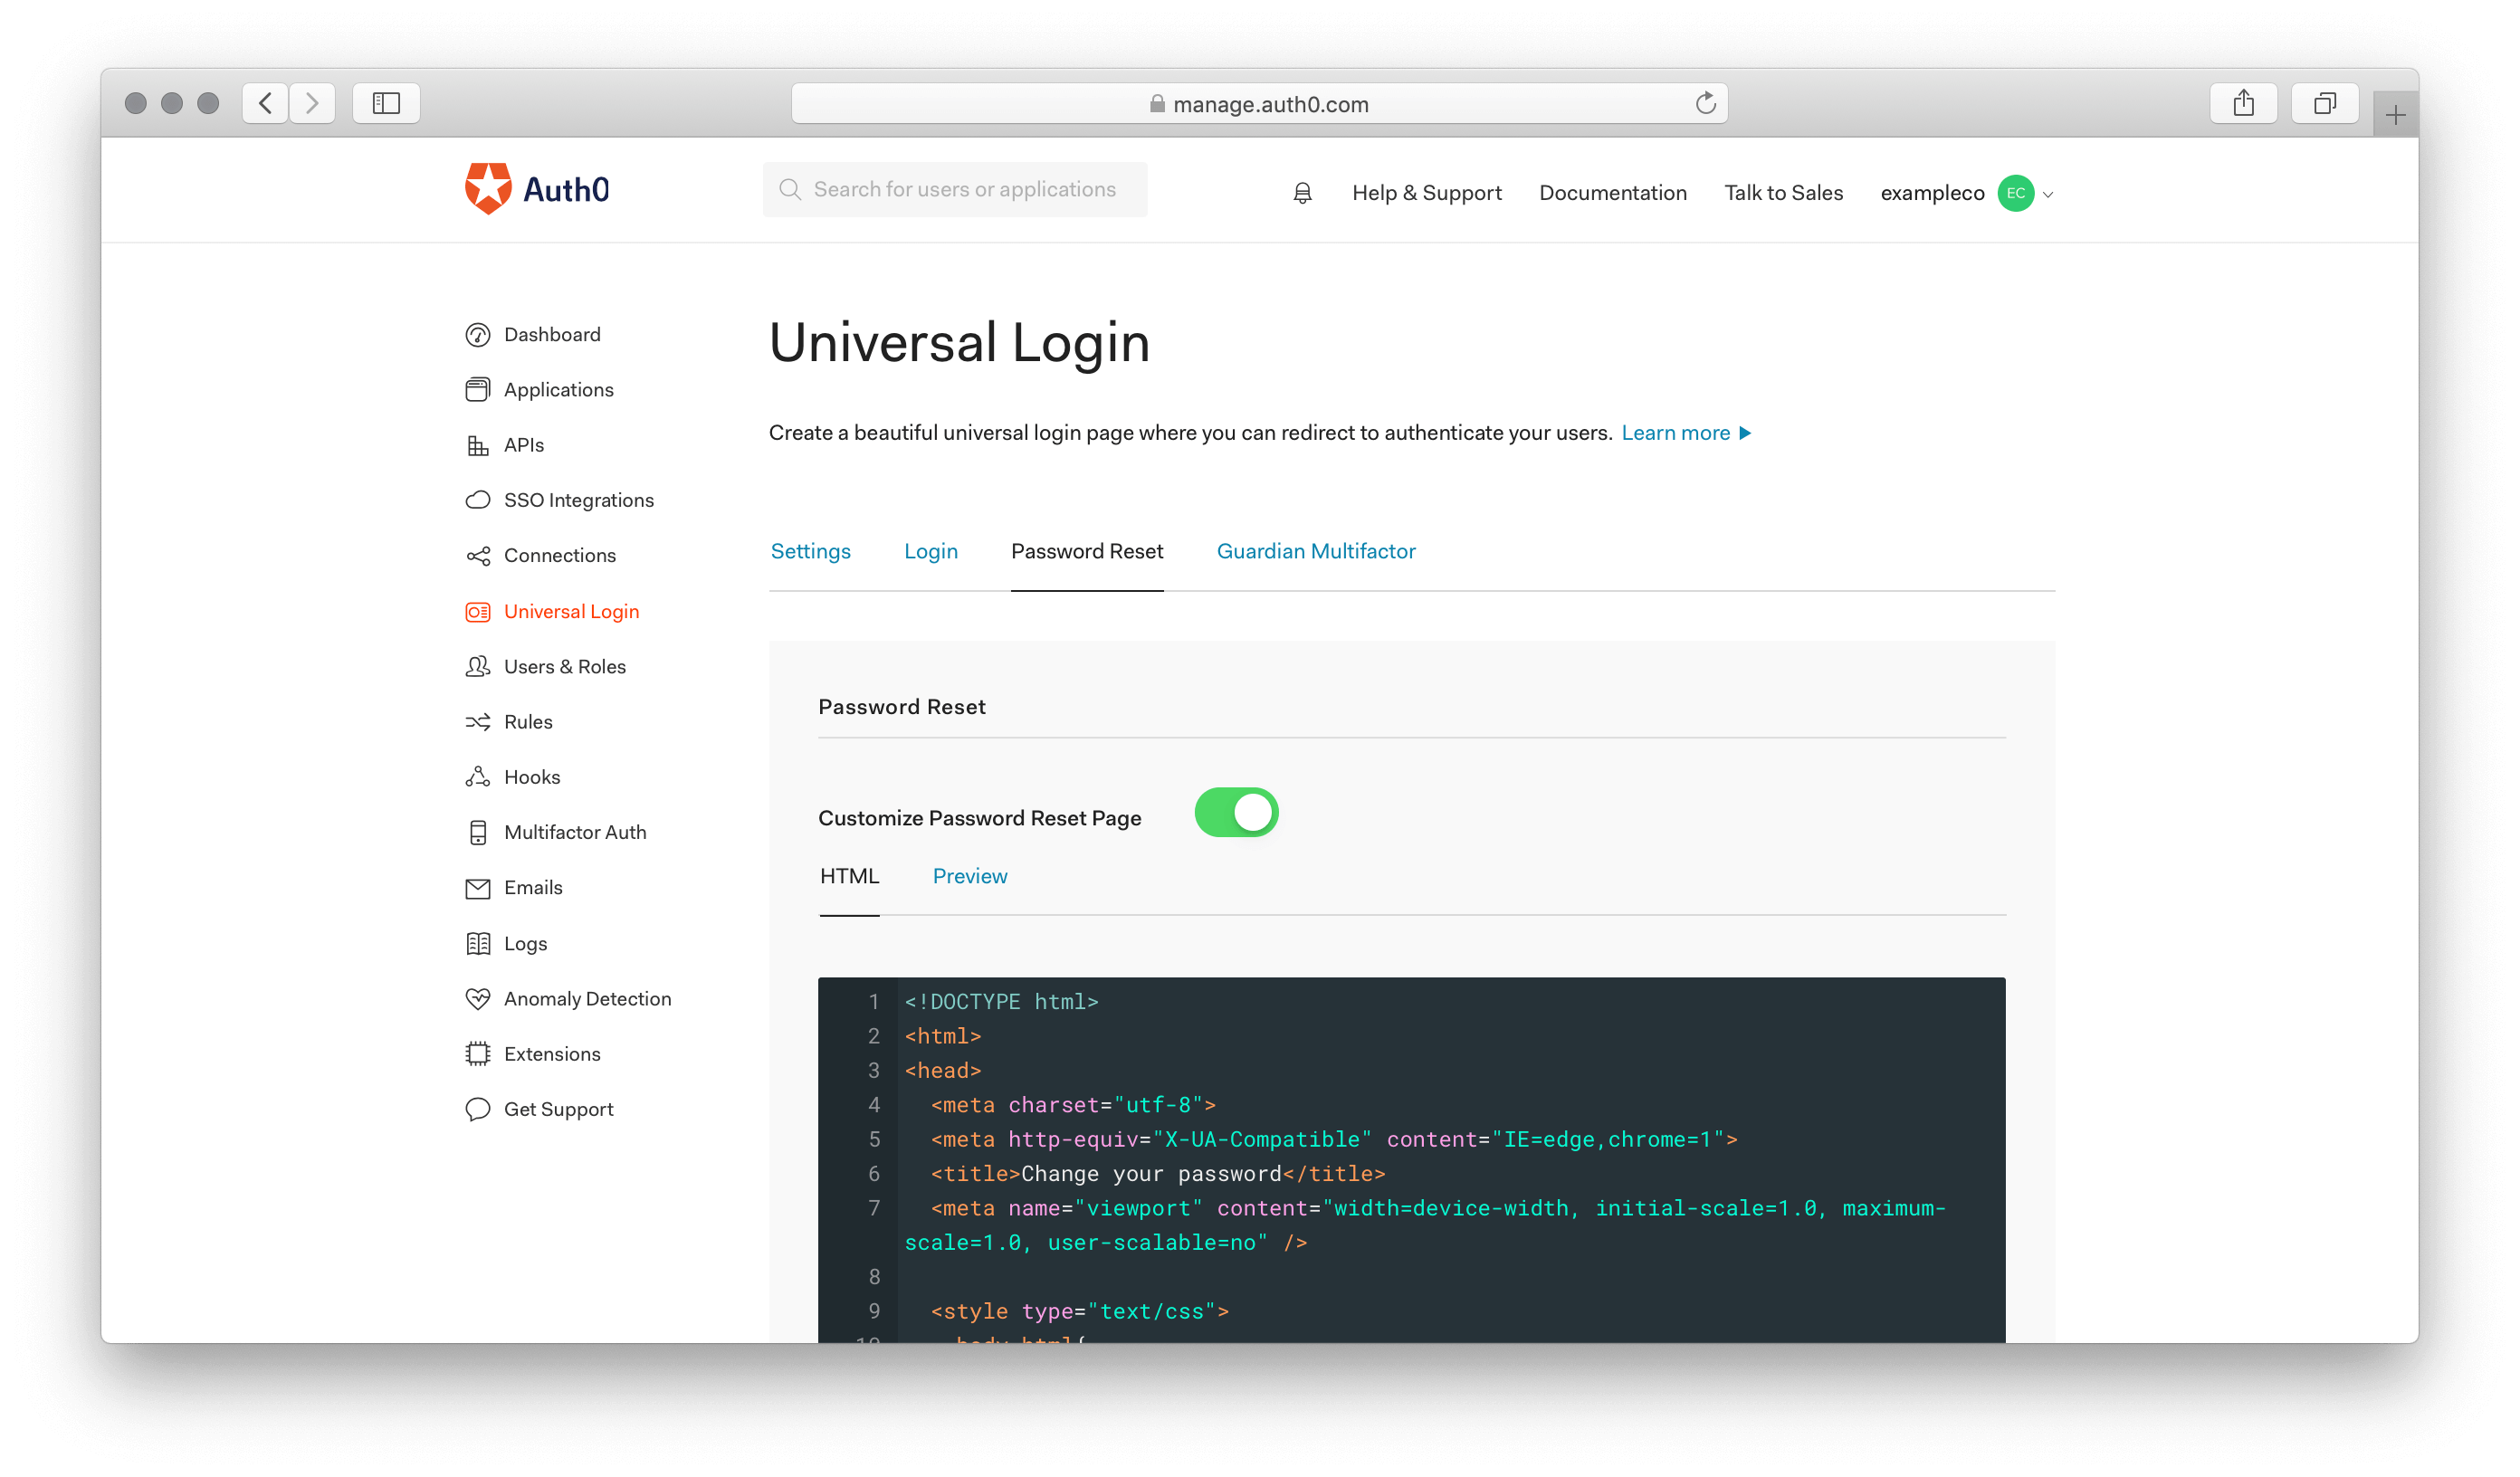 manage.auth0.com
Auth0
Search for users or applications
Help & Support
Documentation
Talk to Sales
exampleco
EC
Dashboard
Applications
APIs
SSO Integrations
Connections
Universal Login
Users & Roles
Rules
Hooks
Multifactor Auth
Emails
Logs
Anomaly Detection
Extensions
Get Support
Universal Login
Create a beautiful universal login page where you can redirect to authenticate your users. Learn more
Settings
Login
Password Reset
Guardian Multifactor
Password Reset
Customize Password Reset Page
HTML
Preview
1 <!DOCTYPE html>
2 <html>
3 <head>
4 <meta charset="utf-8">
5 <meta http-equiv="X-UA-Compatible" content="IE=edge,chrome=1">
6 <title>Change your password</title>
7 <meta name="viewport" content="width=device-width, initial-scale=1.0, maximum-
scale=1.0, user-scalable=no" />
8
9 <style type="text/css">